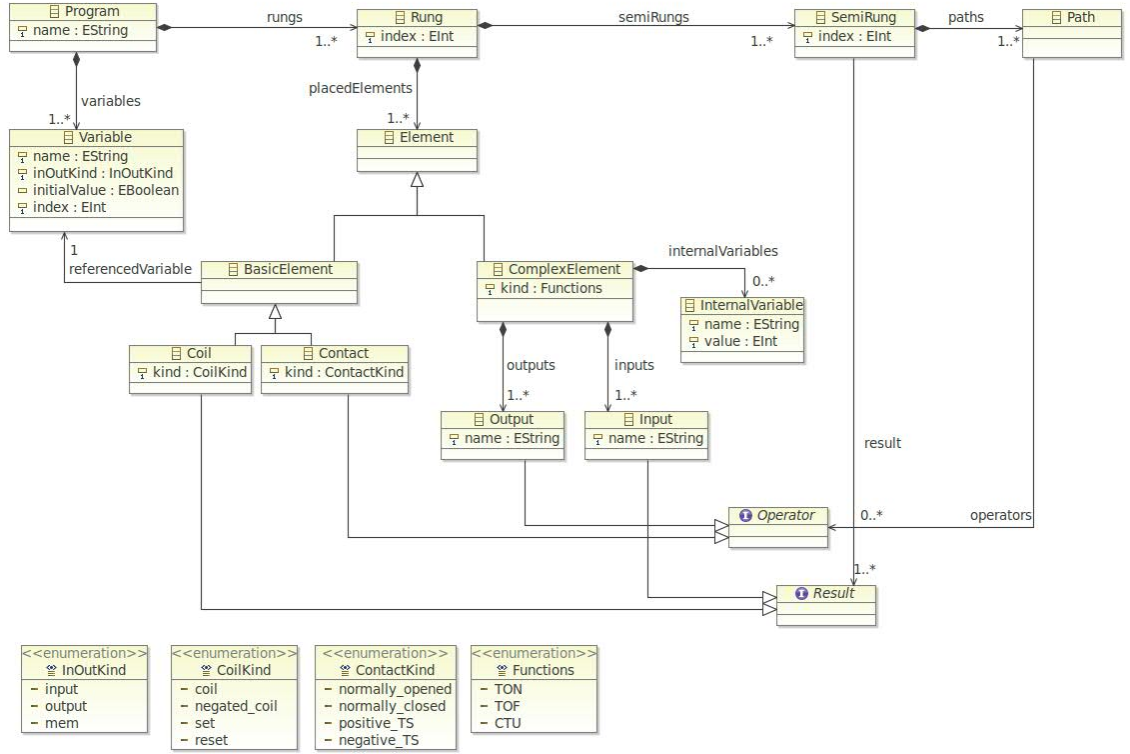 Program
name : EString
rungs
1..*
Rung
index : EInt
semiRungs
1..*
SemiRung
index : EInt
paths
1..*
Path
variables
1..*
placedElements
1..*
Variable
name : EString
inOutKind : InOutKind
initialValue : EBoolean
index : EInt
Element
1
referencedVariable
BasicElement
ComplexElement
kind : Functions
internalVariables
0..*
InternalVariable
name : EString
value : EInt
Coil
kind : CoilKind
Contact
kind : ContactKind
outputs
1..*
inputs
1..*
Output
name : EString
Input
name : EString
result
Operator
0..*
operators
1..*
Result
<<enumeration>>
InOutKind
input
output
mem
<<enumeration>>
CoilKind
coil
negated_coil
set
reset
<<enumeration>>
ContactKind
normally_opened
normally_closed
positive_TS
negative_TS
<<enumeration>>
Functions
TON
TOF
CTU